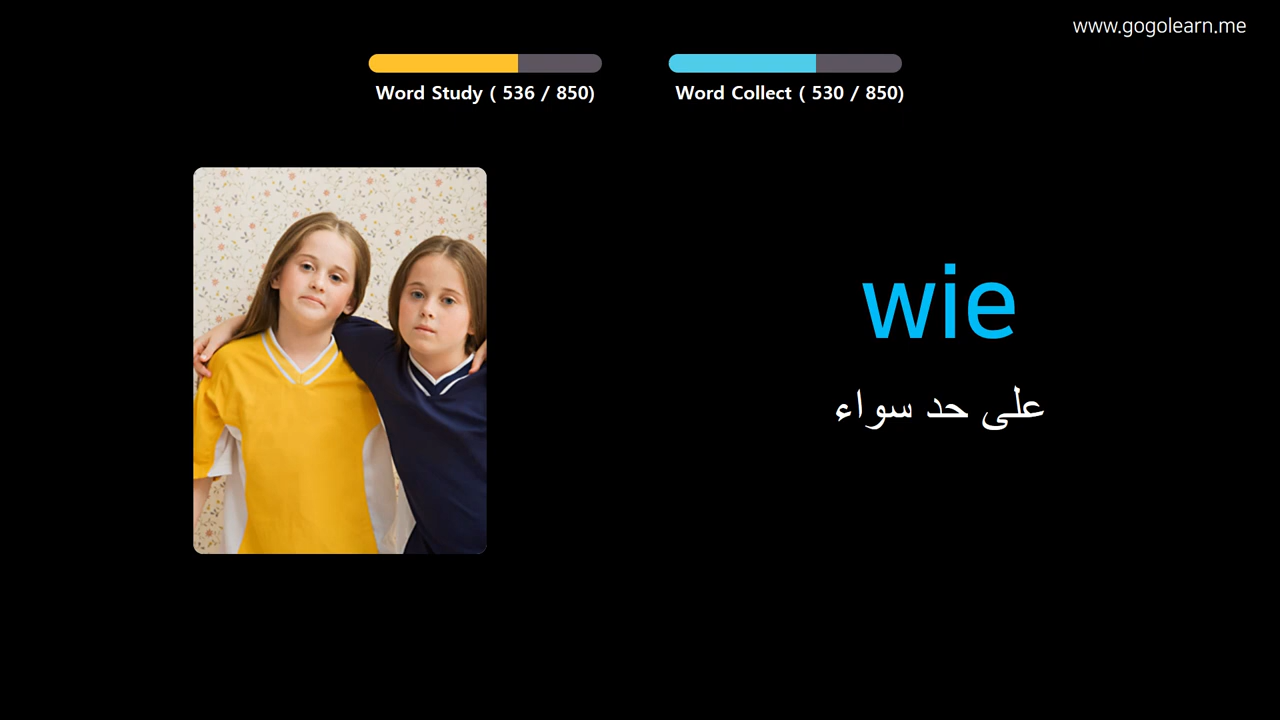 www.gogolearn.me
Word Study ( 536 / 850)
Word Collect ( 530 / 850)
wie
على حد سواء